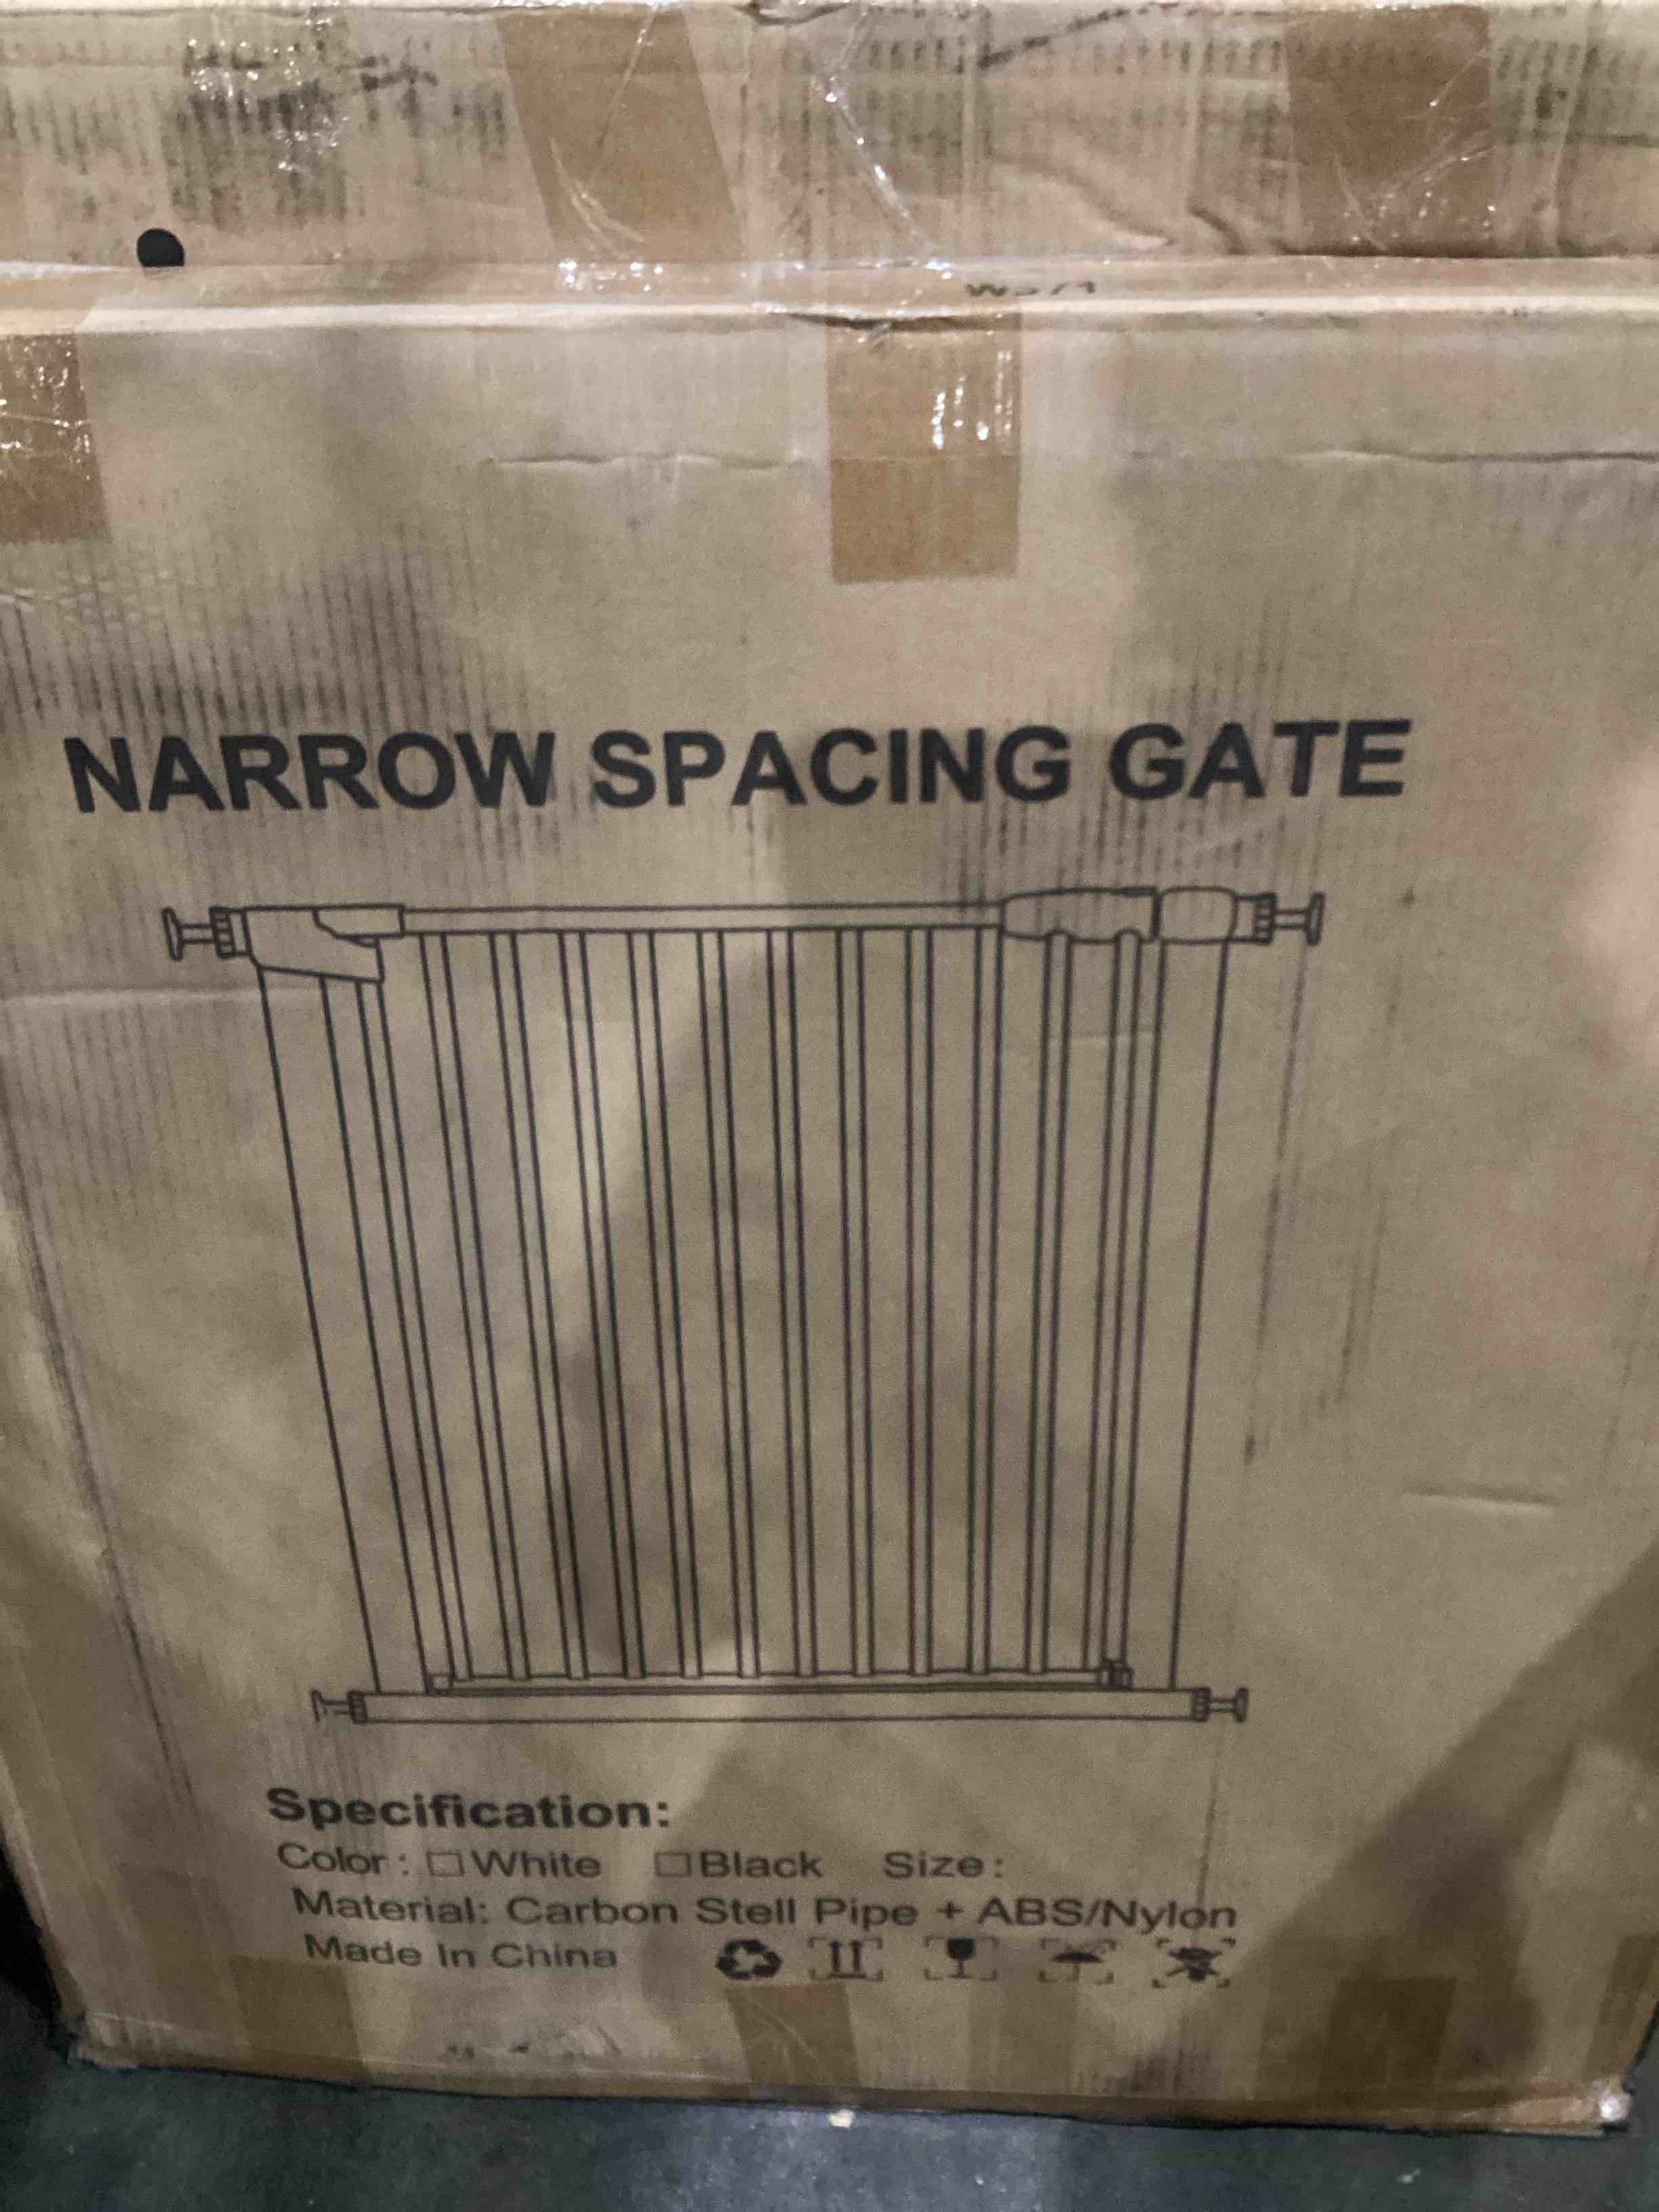 NARROW SPACING GATE
Specification:
Color: □White □Black Size:
Material: Carbon Stell Pipe + ABS/Nylon
Made In China